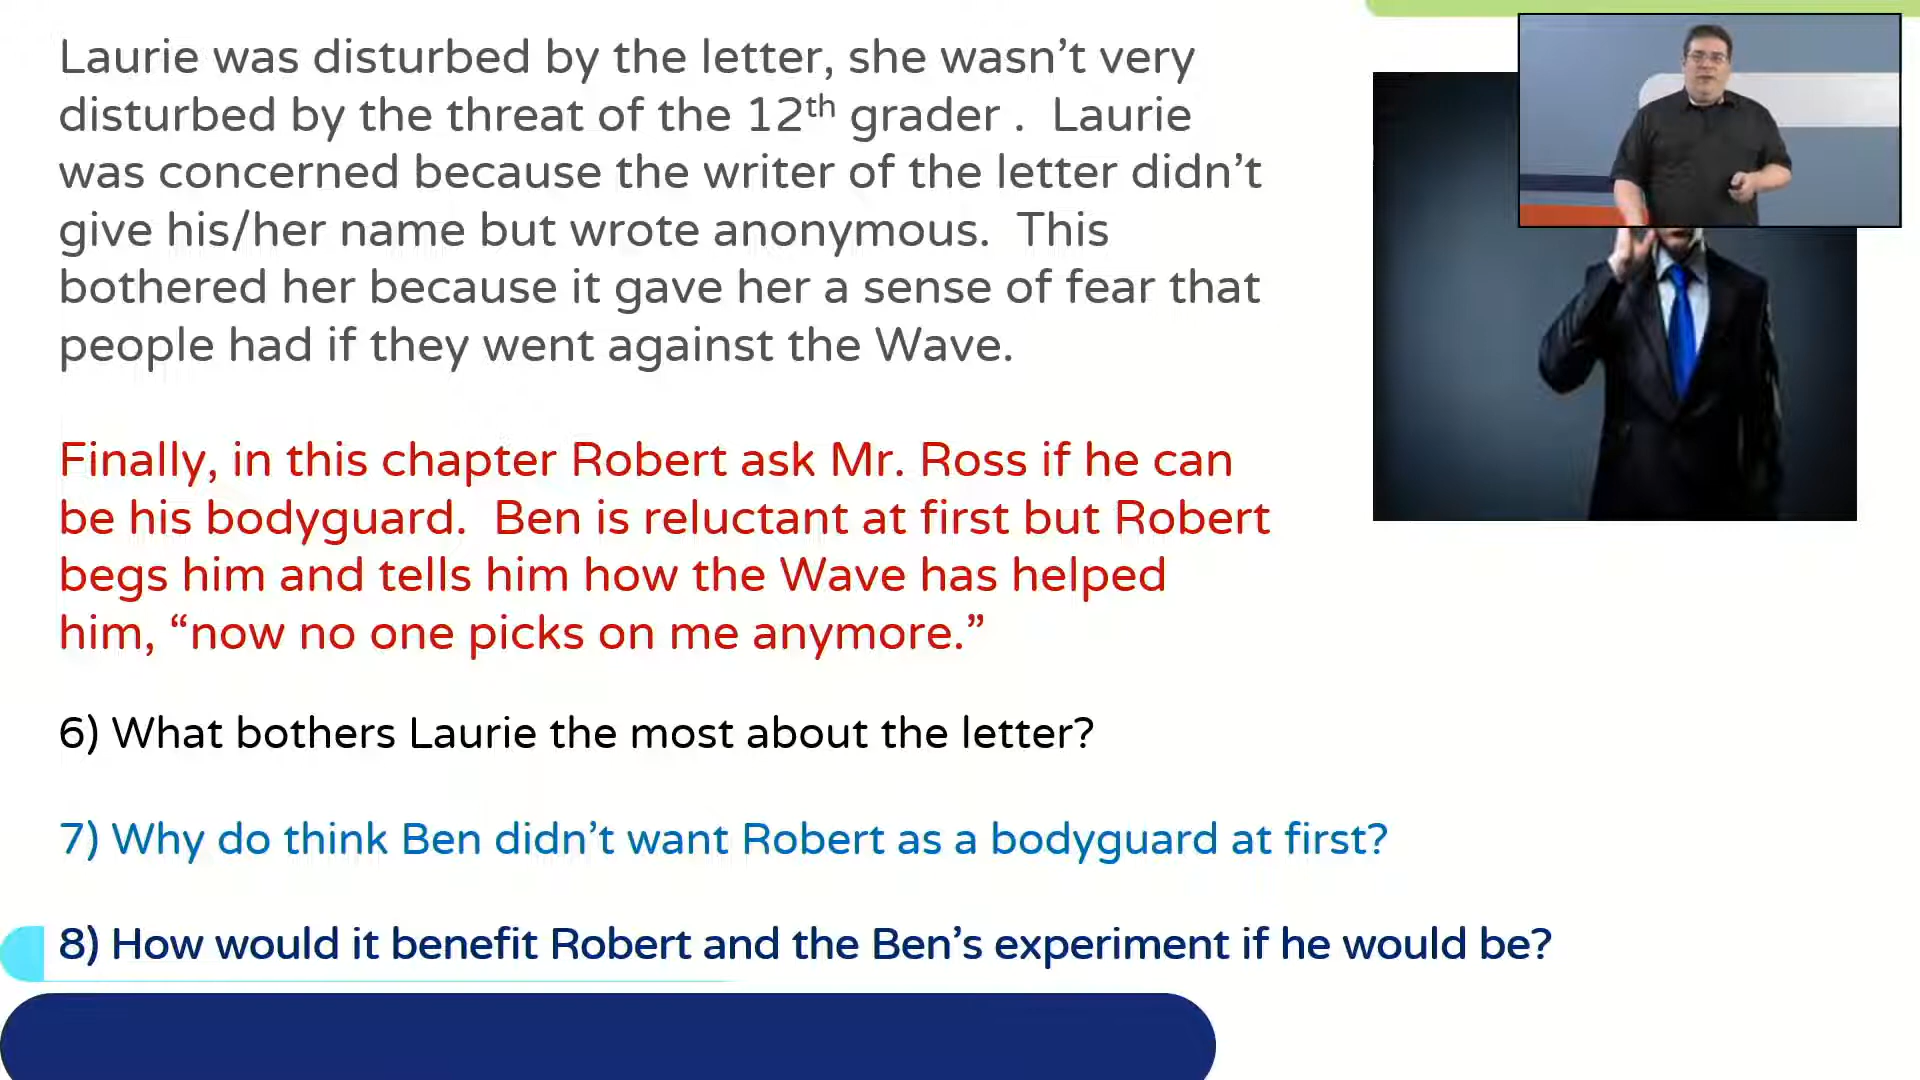 Laurie was disturbed by the letter, she wasn’t very
disturbed by the threat of the 12th grader .  Laurie
was concerned because the writer of the letter didn’t
give his/her name but wrote anonymous.  This
bothered her because it gave her a sense of fear that
people had if they went against the Wave.
Finally, in this chapter Robert ask Mr. Ross if he can
be his bodyguard.  Ben is reluctant at first but Robert
begs him and tells him how the Wave has helped
him, “now no one picks on me anymore.”
6) What bothers Laurie the most about the letter?
7) Why do think Ben didn’t want Robert as a bodyguard at first?
8) How would it benefit Robert and the Ben’s experiment if he would be?